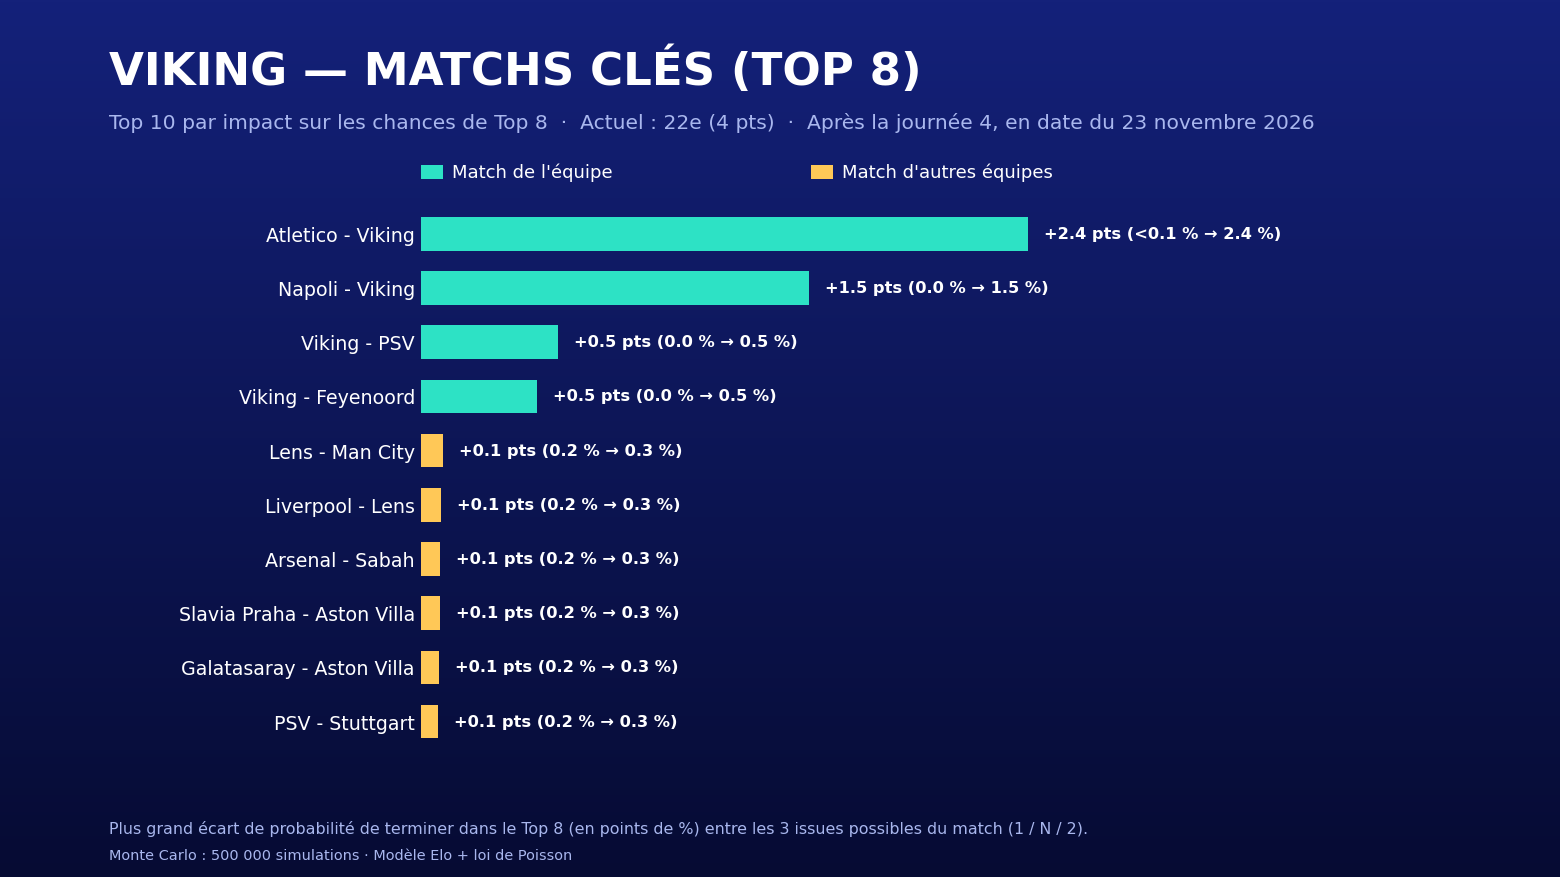 VIKING — MATCHS CLÉS (TOP 8)
Top 10 par impact sur les chances de Top 8 · Actuel : 22e (4 pts) · Après la journée 4, en date du 23 novembre 2026
Match de l'équipe
Match d'autres équipes
Atletico - Viking +2.4 pts (<0.1 % → 2.4 %)
Napoli - Viking +1.5 pts (0.0 % → 1.5 %)
Viking - PSV +0.5 pts (0.0 % → 0.5 %)
Viking - Feyenoord +0.5 pts (0.0 % → 0.5 %)
Lens - Man City +0.1 pts (0.2 % → 0.3 %)
Liverpool - Lens +0.1 pts (0.2 % → 0.3 %)
Arsenal - Sabah +0.1 pts (0.2 % → 0.3 %)
Slavia Praha - Aston Villa +0.1 pts (0.2 % → 0.3 %)
Galatasaray - Aston Villa +0.1 pts (0.2 % → 0.3 %)
PSV - Stuttgart +0.1 pts (0.2 % → 0.3 %)
Plus grand écart de probabilité de terminer dans le Top 8 (en points de %) entre les 3 issues possibles du match (1 / N / 2).
Monte Carlo : 500 000 simulations · Modèle Elo + loi de Poisson